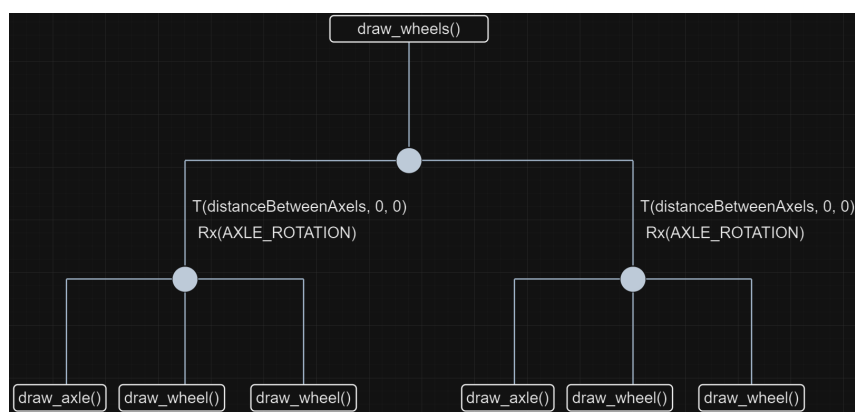 draw_wheels()
T(distanceBetweenAxels, 0, 0)
Rx(AXLE_ROTATION)
T(distanceBetweenAxels, 0, 0)
Rx(AXLE_ROTATION)
draw_axle()
draw_wheel()
draw_wheel()
draw_axle()
draw_wheel()
draw_wheel()